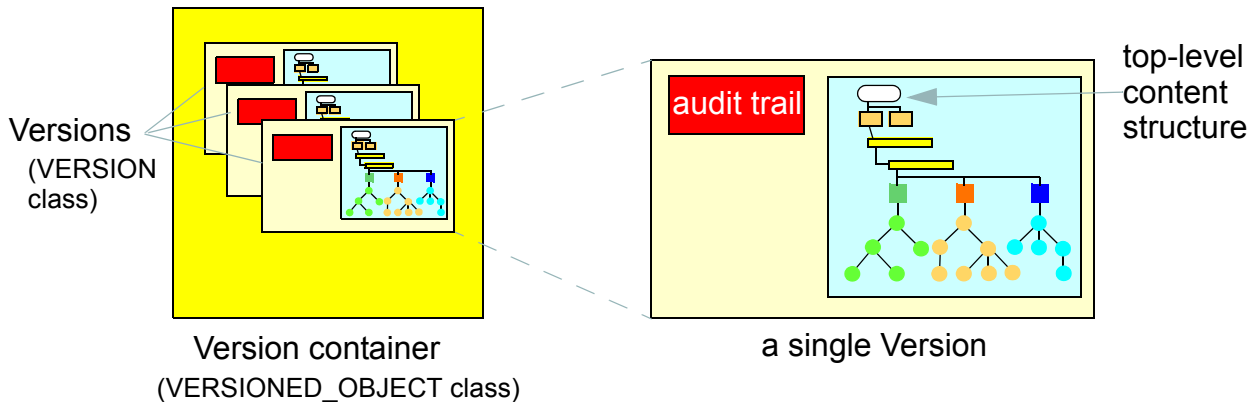 Versions
(VERSION
class)
Version container
(VERSIONED_OBJECT class)
audit trail
top-level
content
structure
a single Version